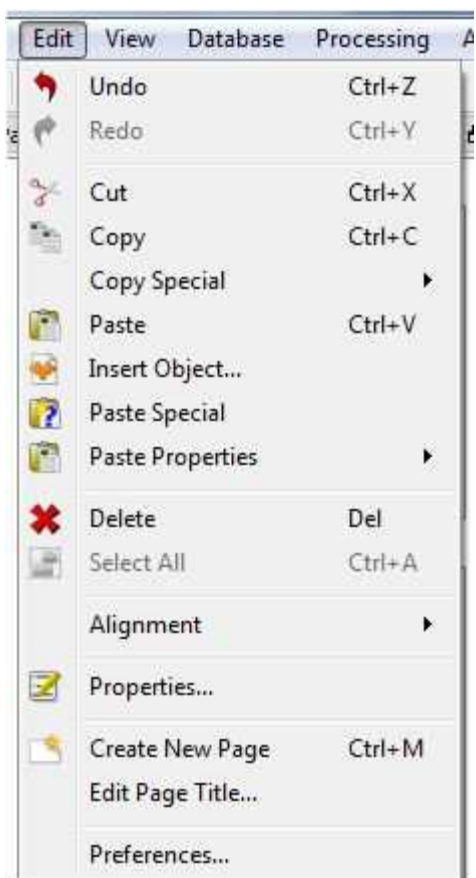 Edit View Database Processing
Undo Ctrl+Z
Redo Ctrl+Y
Cut Ctrl+X
Copy Ctrl+C
Copy Special
Paste Ctrl+V
Insert Object...
Paste Special
Paste Properties
Delete Del
Select All Ctrl+A
Alignment
Properties...
Create New Page Ctrl+M
Edit Page Title...
Preferences...